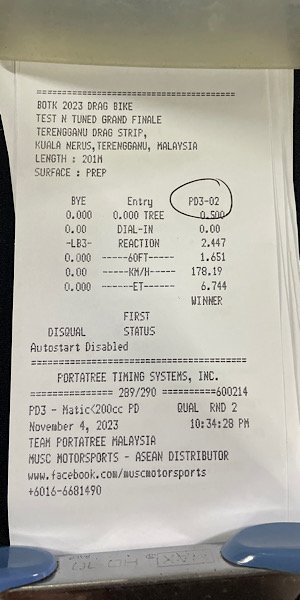 ==================================
BOTK 2023 DRAG BIKE
TEST N TUNED GRAND FINALE
TERENGGANU DRAG STRIP,
KUALA NERUS,TERENGGANU, MALAYSIA
LENGTH : 201M
SURFACE : PREP
BYE Entry PD3-02
0.000 0.000 TREE 0.500
0.00 DIAL-IN 0.00
-LB3- REACTION 2.447
0.000 ------60FT------ 1.651
0.00 ------KM/H------ 178.19
0.000 -------ET------- 6.744
WINNER
FIRST
DISQUAL STATUS
Autostart Disabled
==================================
PORTATREE TIMING SYSTEMS, INC.
============== 289/290 ==========600214
PD3 - Matic<200cc PD QUAL RND 2
November 4, 2023 10:34:28 PM
TEAM PORTATREE MALAYSIA
MUSC MOTORSPORTS - ASEAN DISTRIBUTOR
www.facebook.com/muscmotorsports
+6016-6681490